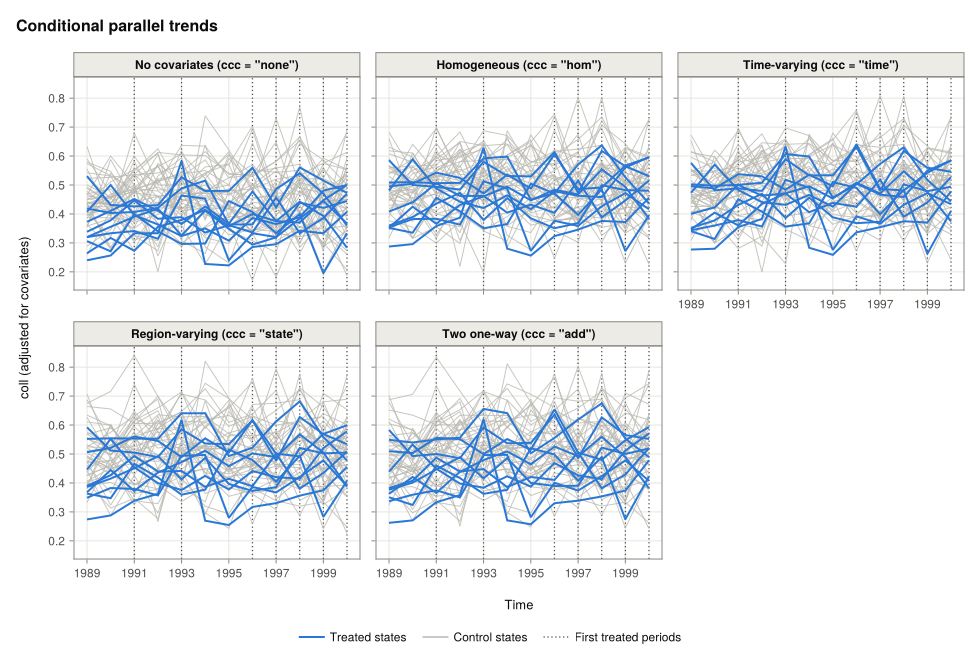 Conditional parallel trends
No covariates (ccc = "none")
Homogeneous (ccc = "hom")
Time-varying (ccc = "time")
0.8
0.7
0.6
0.5
0.4
0.3
0.2
1989 1991 1993 1995 1997 1999
Region-varying (ccc = "state")
Two one-way (ccc = "add")
0.8
0.7
0.6
0.5
0.4
0.3
0.2
1989 1991 1993 1995 1997 1999
1989 1991 1993 1995 1997 1999
coll (adjusted for covariates)
Time
Treated states
Control states
First treated periods